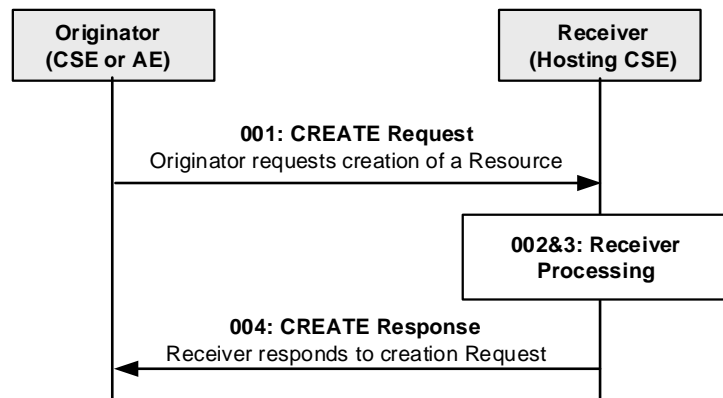 Originator
(CSE or AE)
Receiver
(Hosting CSE)
001: CREATE Request
Originator requests creation of a Resource
002&3: Receiver
Processing
004: CREATE Response
Receiver responds to creation Request